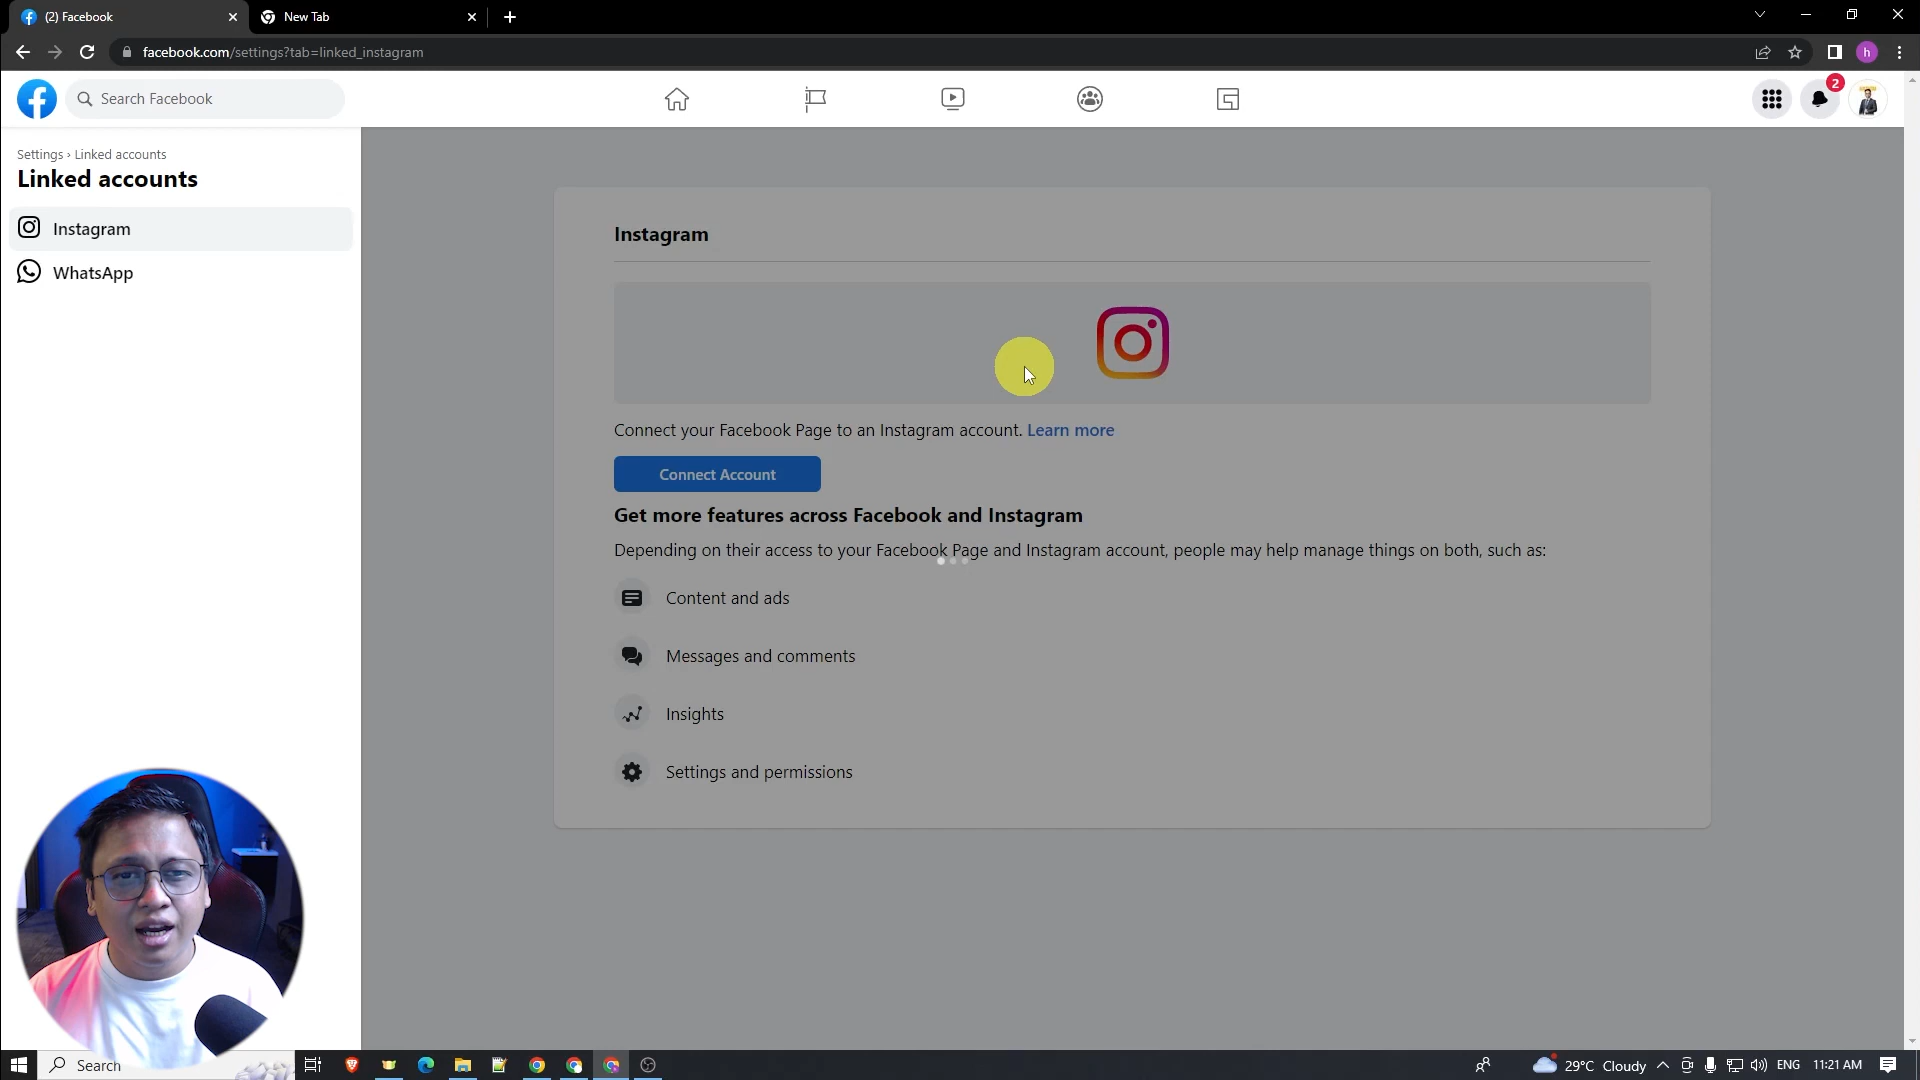 (2) Facebook
New Tab
facebook.com/settings?tab=linked_instagram
h
Search Facebook
2
Settings › Linked accounts
Linked accounts
Instagram
WhatsApp
Instagram
Connect your Facebook Page to an Instagram account. Learn more
Connect Account
Get more features across Facebook and Instagram
Depending on their access to your Facebook Page and Instagram account, people may help manage things on both, such as:
Content and ads
Messages and comments
Insights
Settings and permissions
Search
29°C Cloudy
ENG
11:21 AM